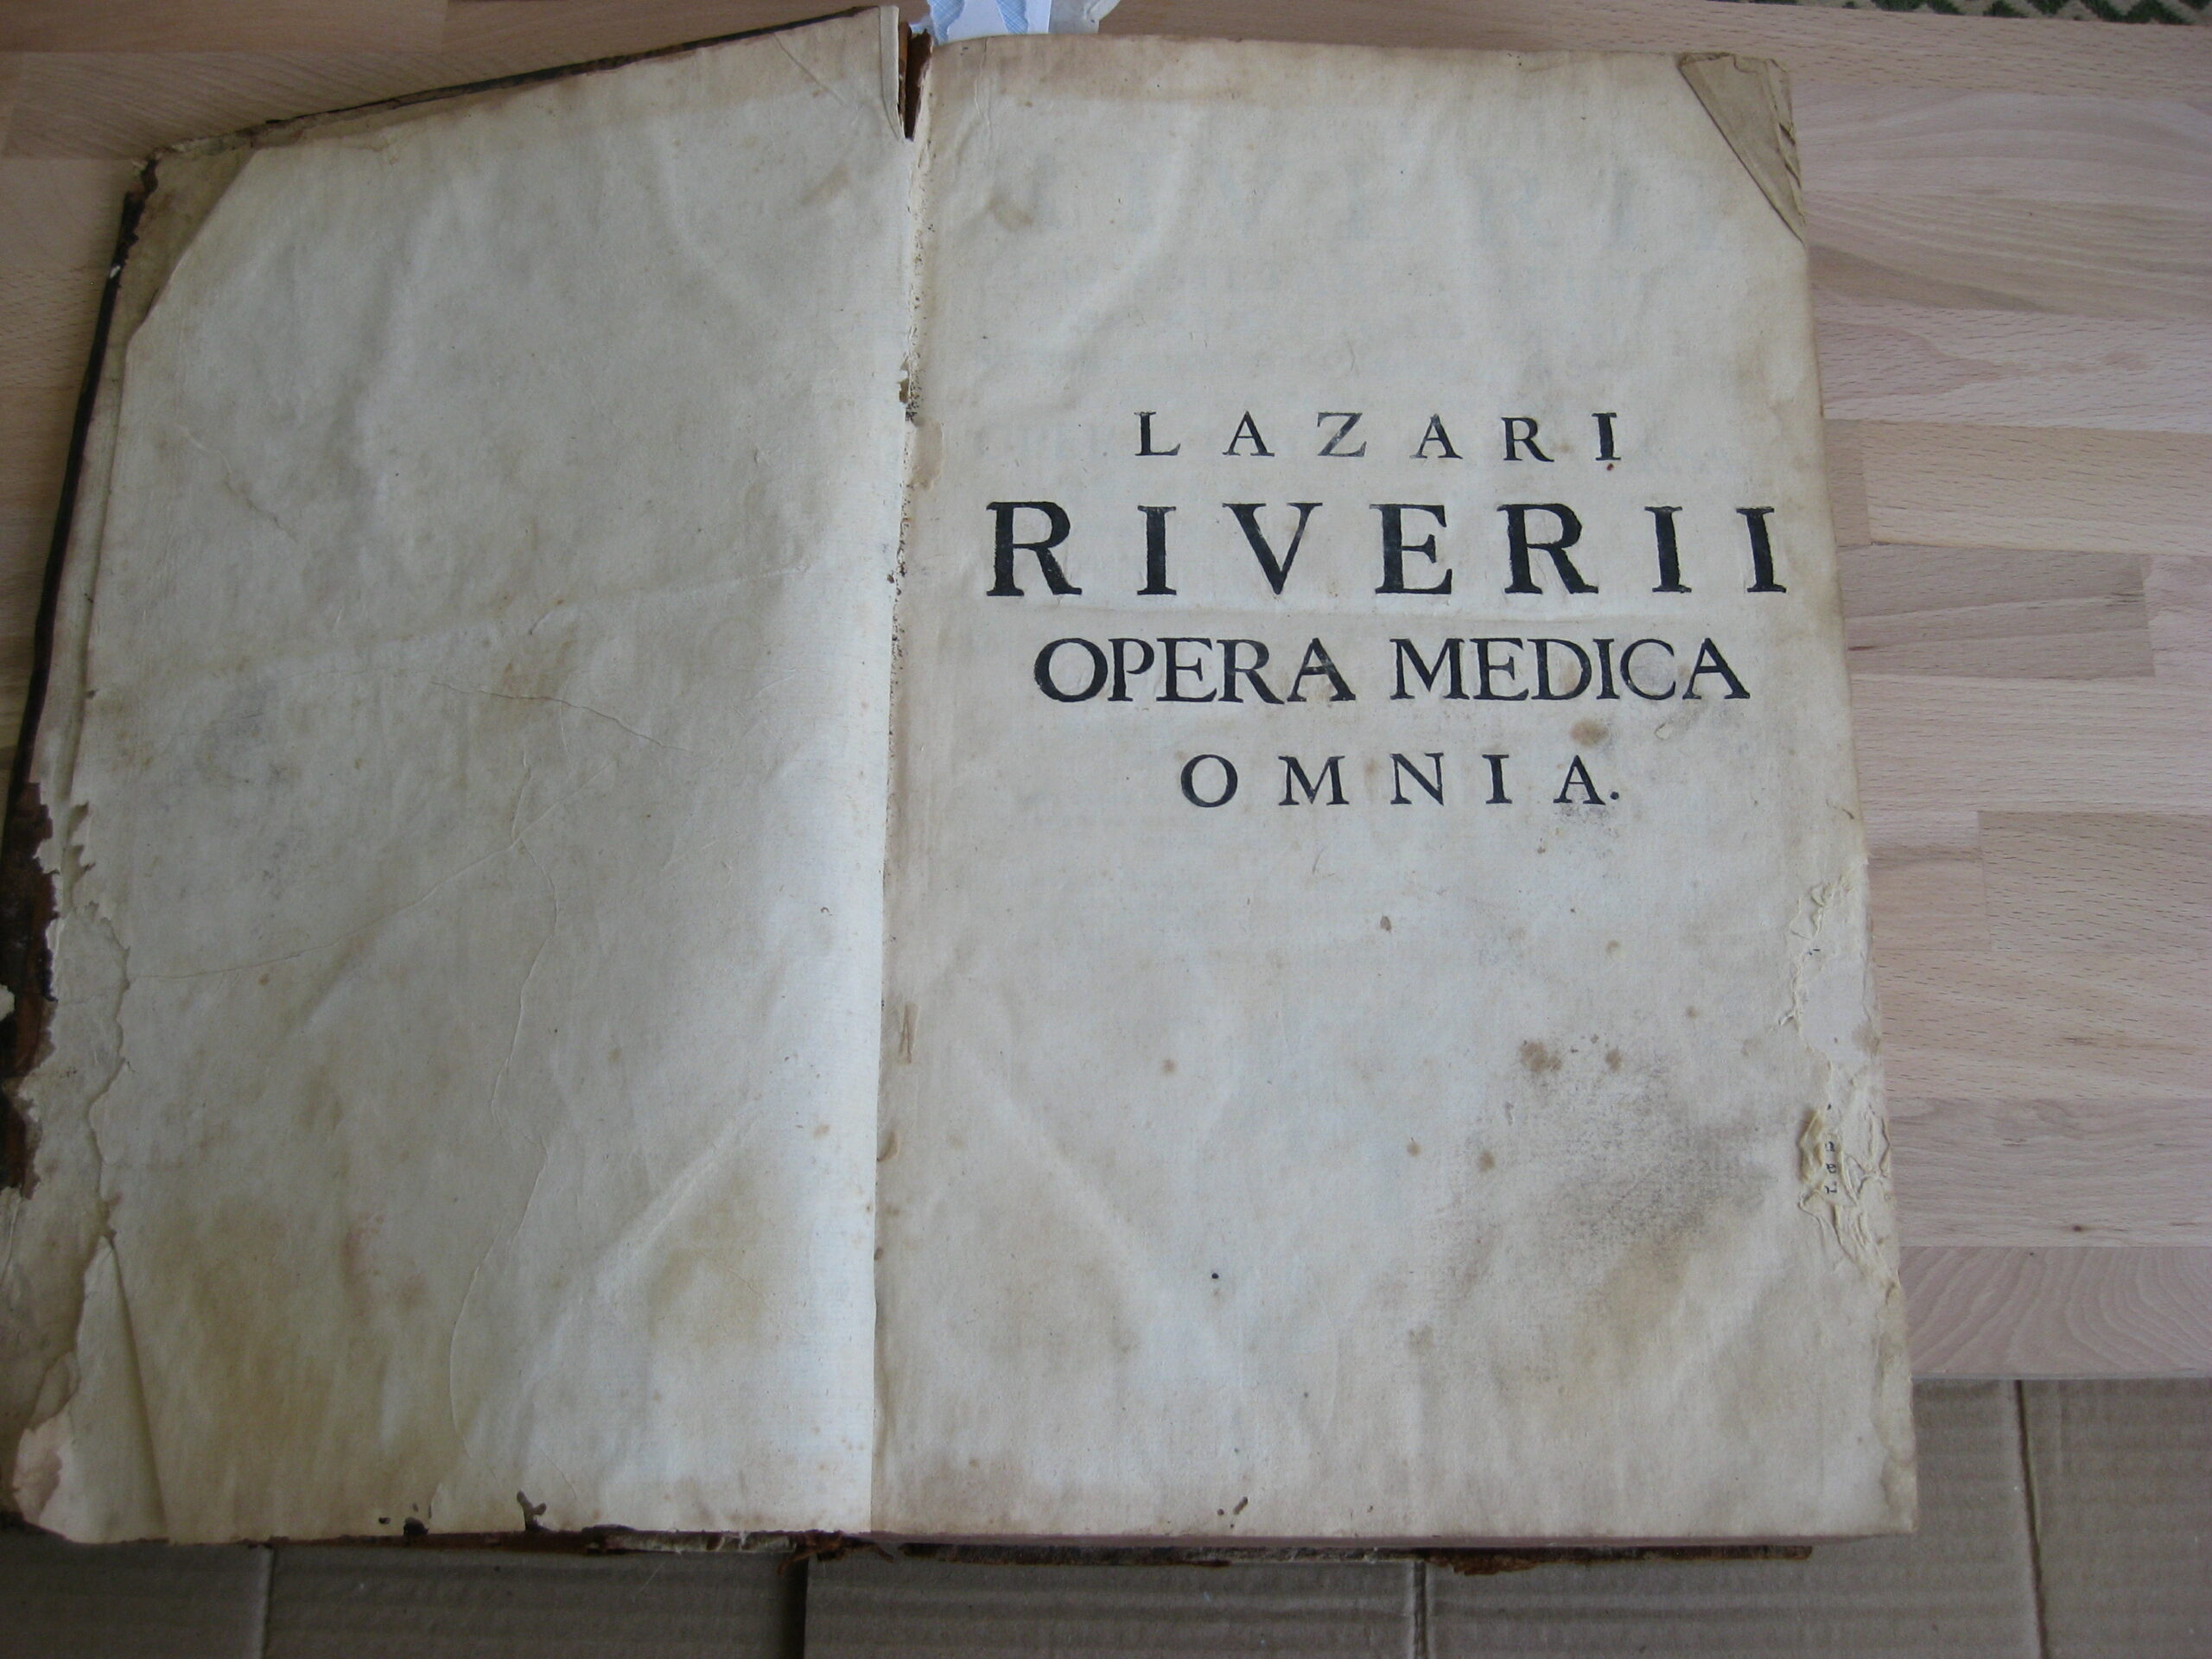 LAZARI
RIVERII
OPERA MEDICA
OMNIA.